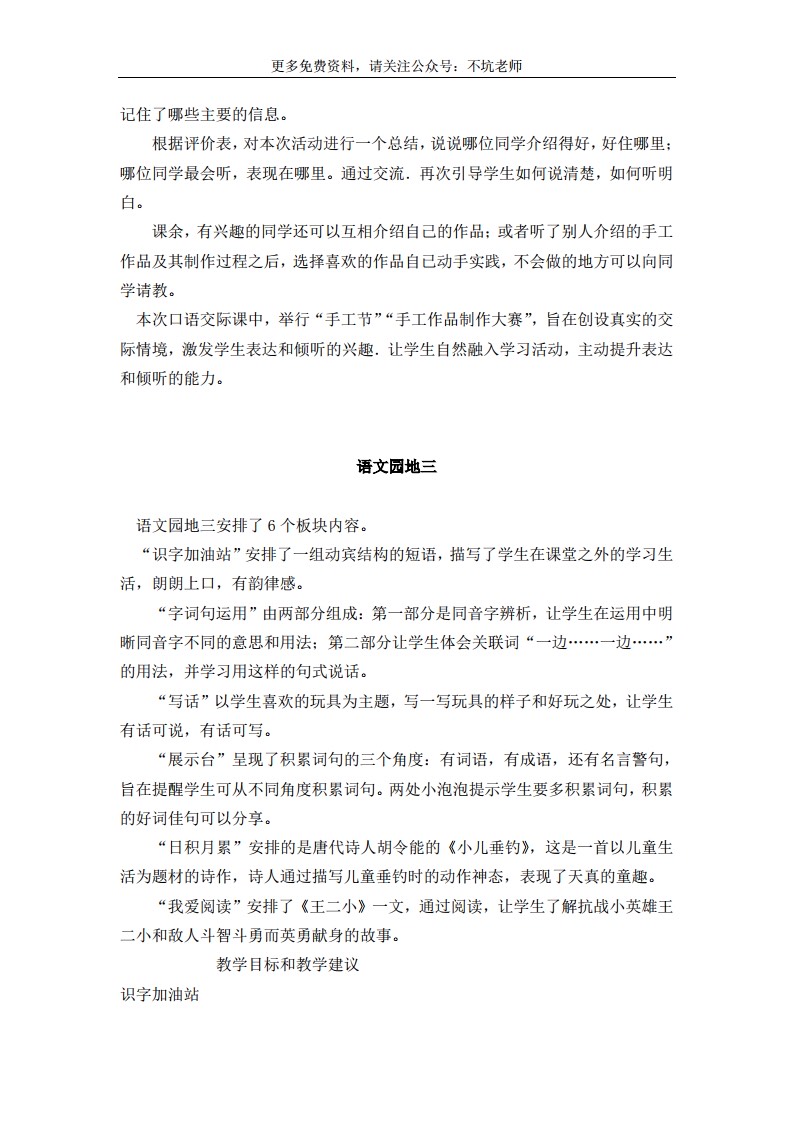 更多免费资料，请关注公众号：不坑老师
记住了哪些主要的信息。
根据评价表，对本次活动进行一个总结，说说哪位同学介绍得好，好住哪里；
哪位同学最会听，表现在哪里。通过交流．再次引导学生如何说清楚，如何听明
白。
课余，有兴趣的同学还可以互相介绍自己的作品；或者听了别人介绍的手工
作品及其制作过程之后，选择喜欢的作品自已动手实践，不会做的地方可以向同
学请教。
本次口语交际课中，举行“手工节”“手工作品制作大赛”，旨在创设真实的交
际情境，激发学生表达和倾听的兴趣．让学生自然融入学习活动，主动提升表达
和倾听的能力。
语文园地三
语文园地三安排了 6 个板块内容。
“识字加油站”安排了一组动宾结构的短语，描写了学生在课堂之外的学习生
活，朗朗上口，有韵律感。
“字词句运用”由两部分组成：第一部分是同音字辨析，让学生在运用中明
晰同音字不同的意思和用法；第二部分让学生体会关联词“一边……一边……”
的用法，并学习用这样的句式说话。
“写话”以学生喜欢的玩具为主题，写一写玩具的样子和好玩之处，让学生
有话可说，有话可写。
“展示台”呈现了积累词句的三个角度：有词语，有成语，还有名言警句，
旨在提醒学生可从不同角度积累词句。两处小泡泡提示学生要多积累词句，积累
的好词佳句可以分享。
“日积月累”安排的是唐代诗人胡令能的《小儿垂钓》，这是一首以儿童生
活为题材的诗作，诗人通过描写儿童垂钓时的动作神态，表现了天真的童趣。
“我爱阅读”安排了《王二小》一文，通过阅读，让学生了解抗战小英雄王
二小和敌人斗智斗勇而英勇献身的故事。
教学目标和教学建议
识字加油站